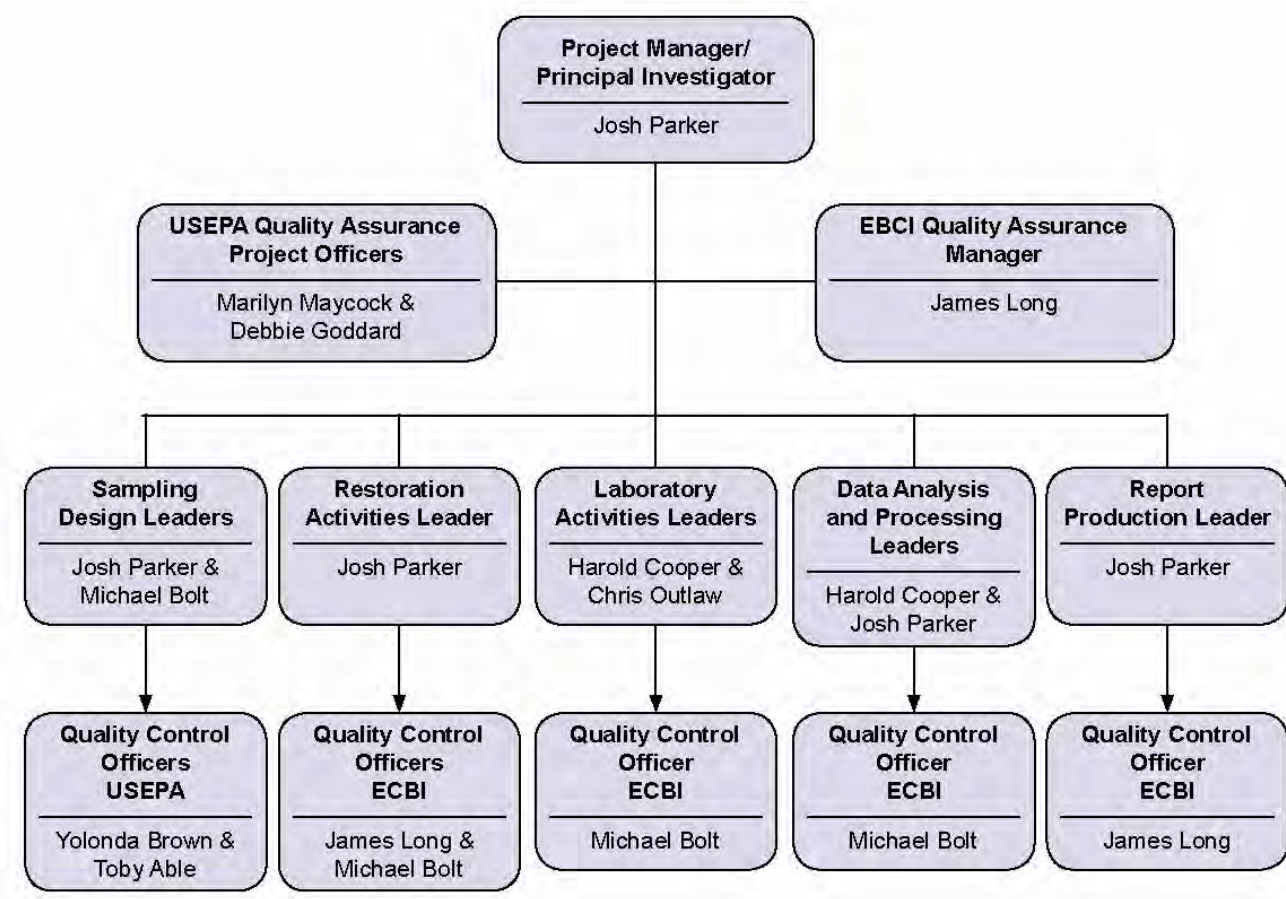 Project Manager/
Principal Investigator
Josh Parker
USEPA Quality Assurance
Project Officers
Marilyn Maycock &
Debbie Goddard
EBCI Quality Assurance
Manager
James Long
Sampling
Design Leaders
Josh Parker &
Michael Bolt
Restoration
Activities Leader
Josh Parker
Laboratory
Activities Leaders
Harold Cooper &
Chris Outlaw
Data Analysis
and Processing
Leaders
Harold Cooper &
Josh Parker
Report
Production Leader
Josh Parker
Quality Control
Officers
USEPA
Yolonda Brown &
Toby Able
Quality Control
Officers
ECBI
James Long &
Michael Bolt
Quality Control
Officer
ECBI
Michael Bolt
Quality Control
Officer
ECBI
Michael Bolt
Quality Control
Officer
ECBI
James Long